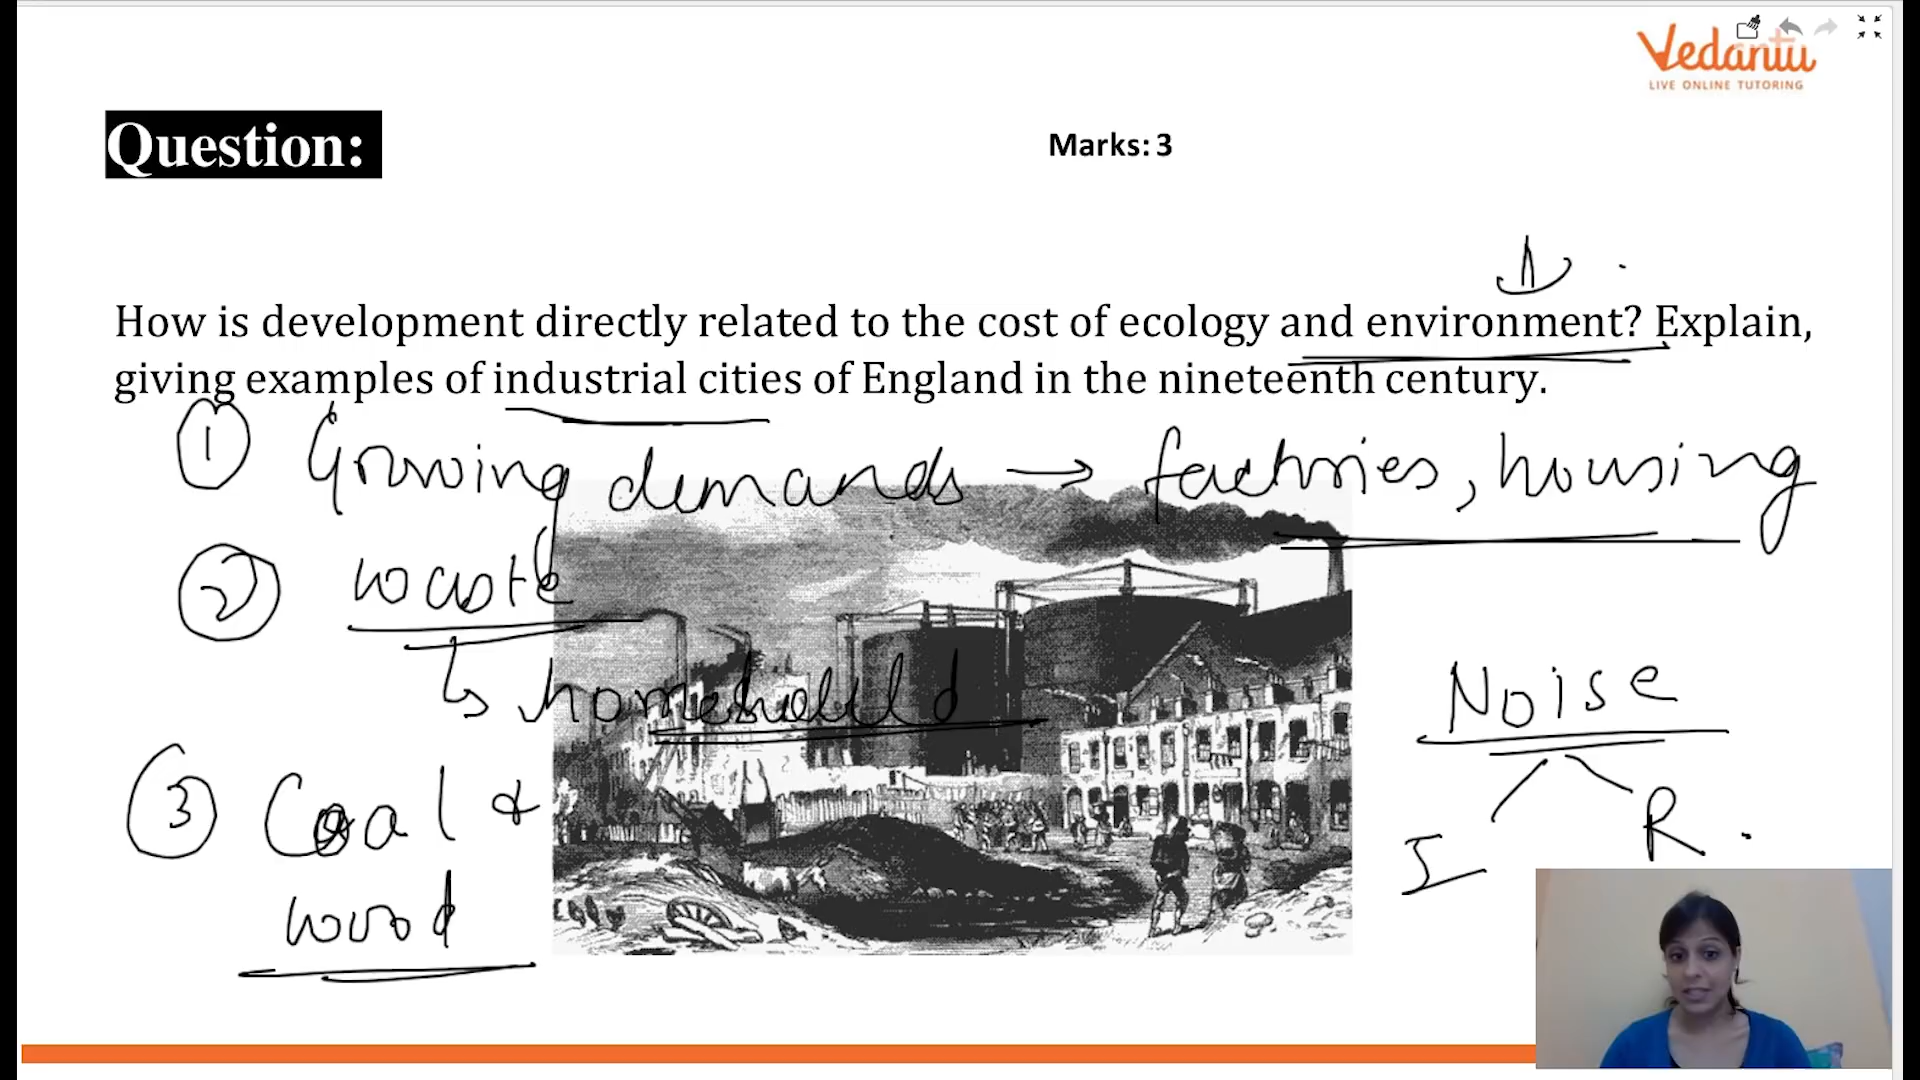 Vedantu
LIVE ONLINE TUTORING
Question:
Marks: 3
How is development directly related to the cost of ecology and environment? Explain,
giving examples of industrial cities of England in the nineteenth century.
1 Growing demands → factories, housing
2 waste
↳ household
Noise
I R.
3 Coal &
wood